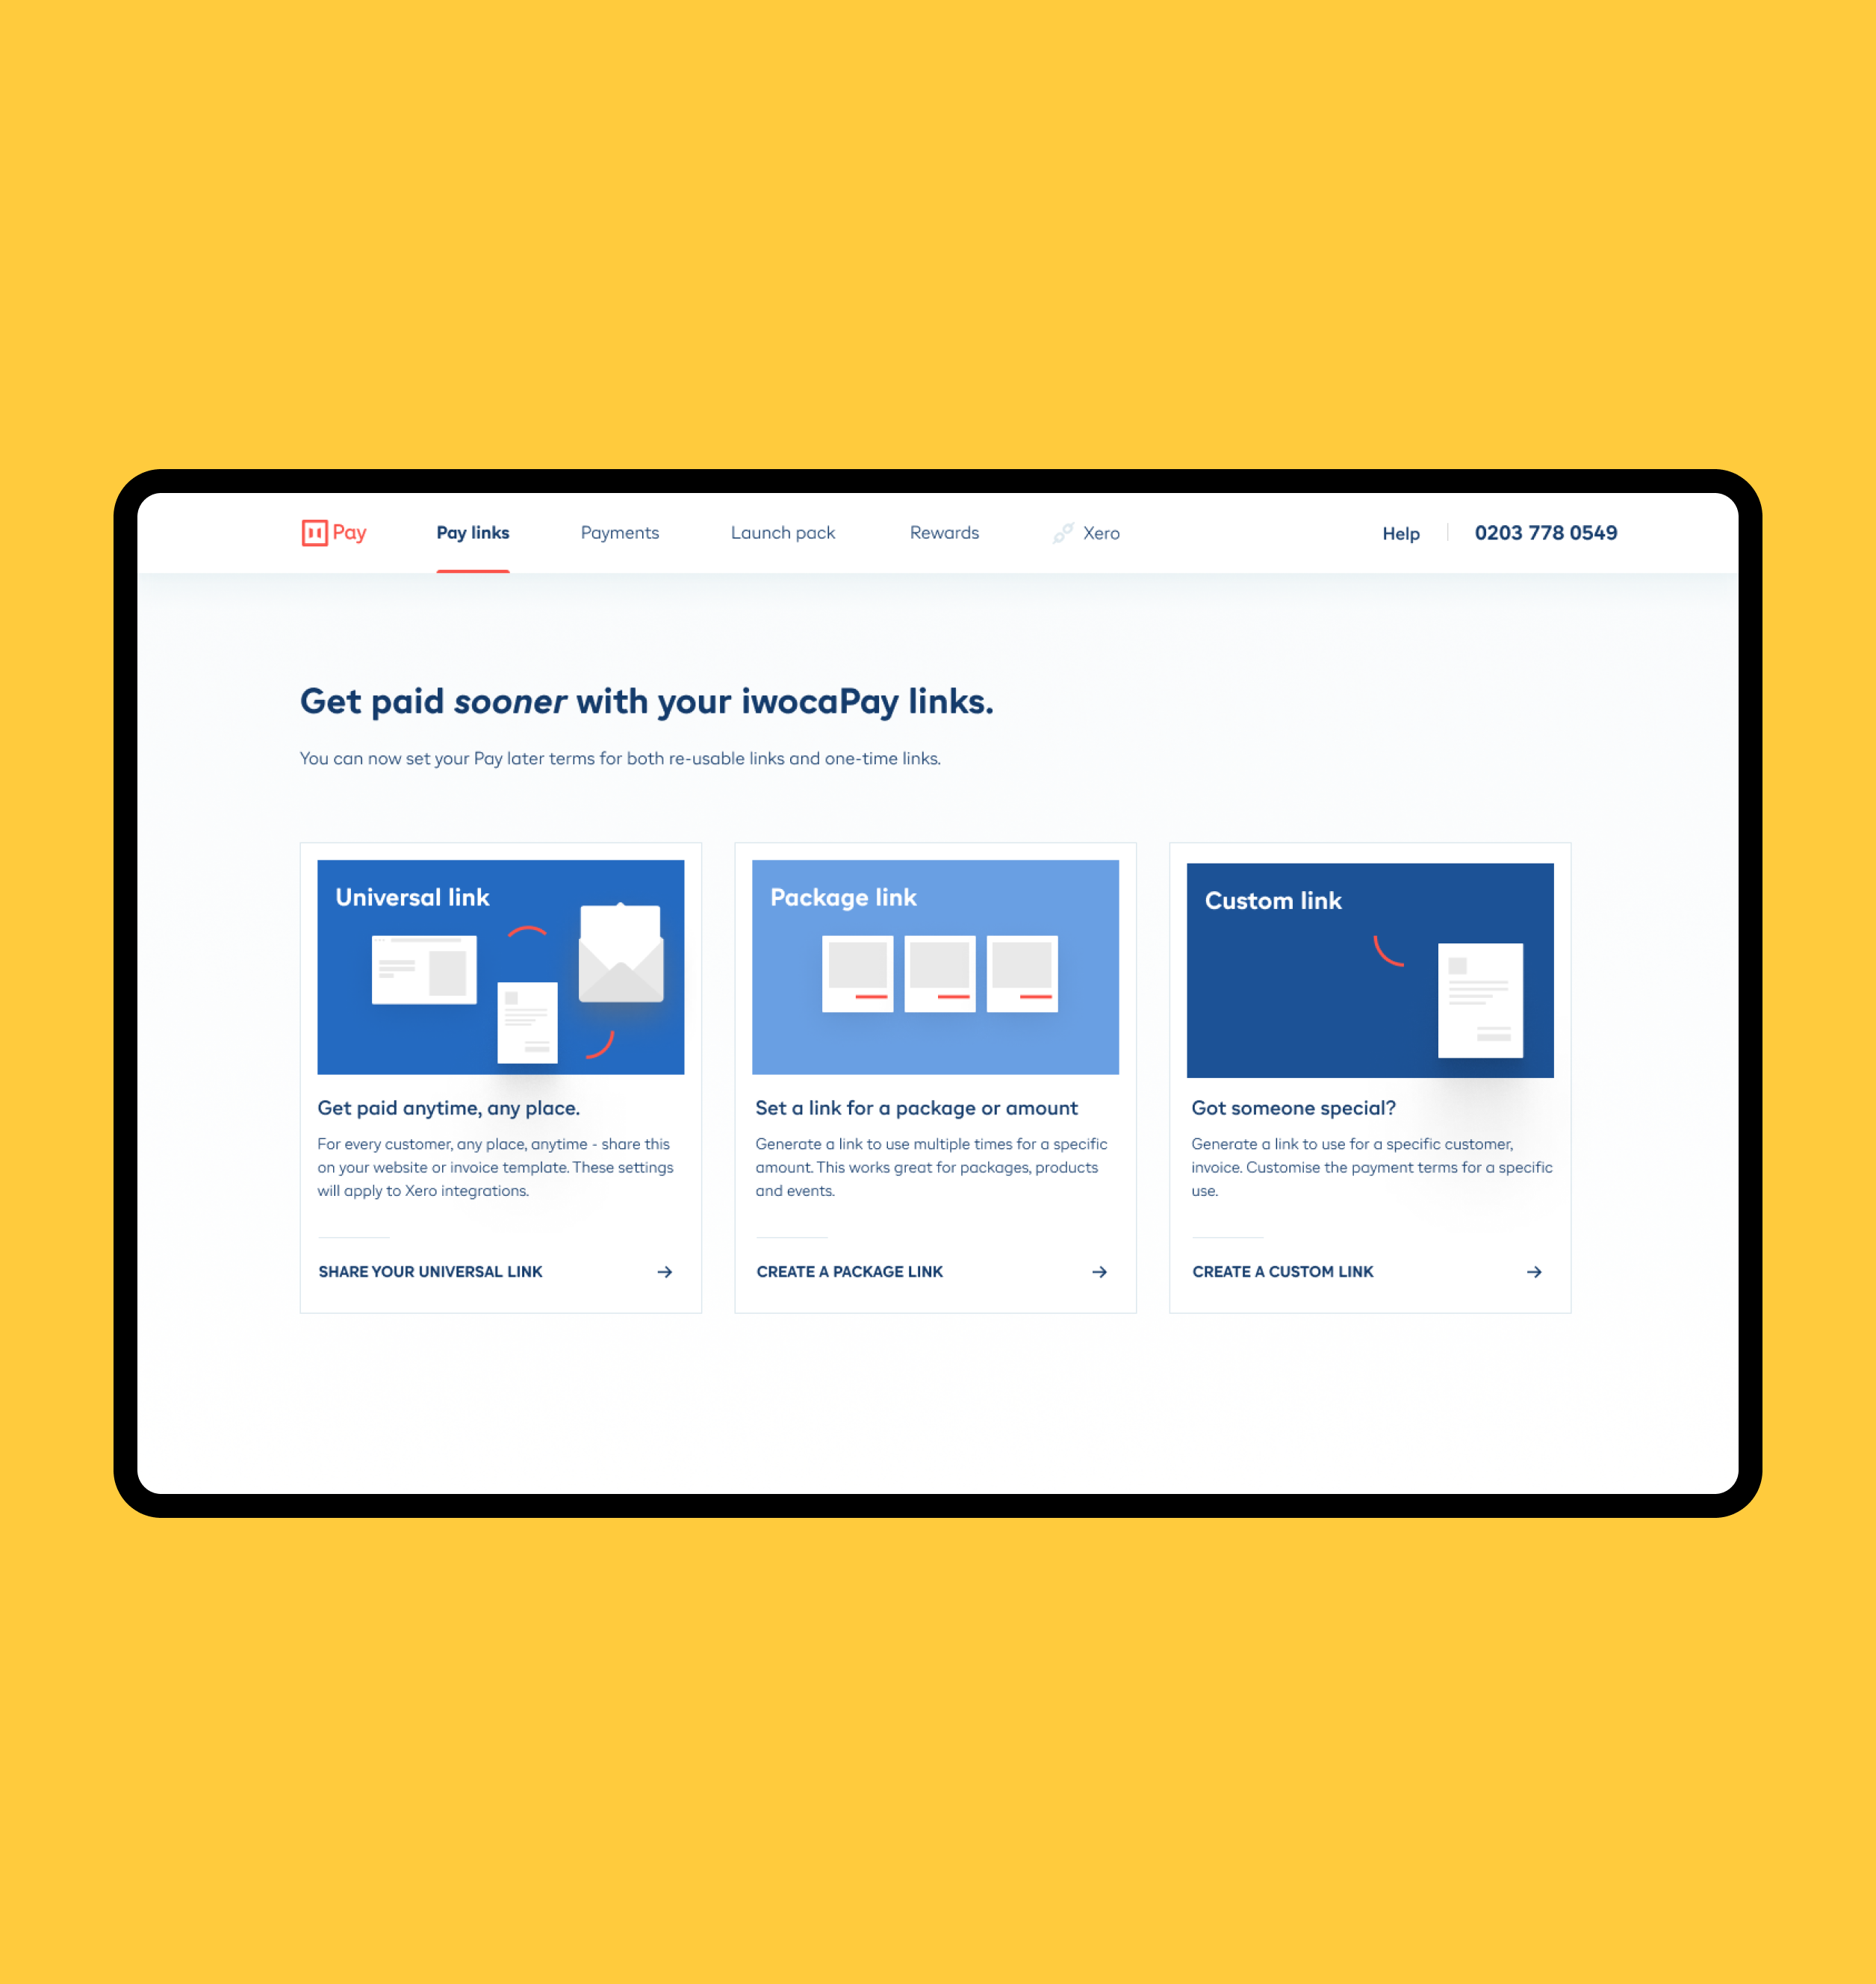 Pay
Pay links
Payments
Launch pack
Rewards
Xero
Help
0203 778 0549
Get paid sooner with your iwocaPay links.
You can now set your Pay later terms for both re-usable links and one-time links.
Universal link
Get paid anytime, any place.
For every customer, any place, anytime - share this
on your website or invoice template. These settings
will apply to Xero integrations.
SHARE YOUR UNIVERSAL LINK
Package link
Set a link for a package or amount
Generate a link to use multiple times for a specific
amount. This works great for packages, products
and events.
CREATE A PACKAGE LINK
Custom link
Got someone special?
Generate a link to use for a specific customer,
invoice. Customise the payment terms for a specific
use.
CREATE A CUSTOM LINK